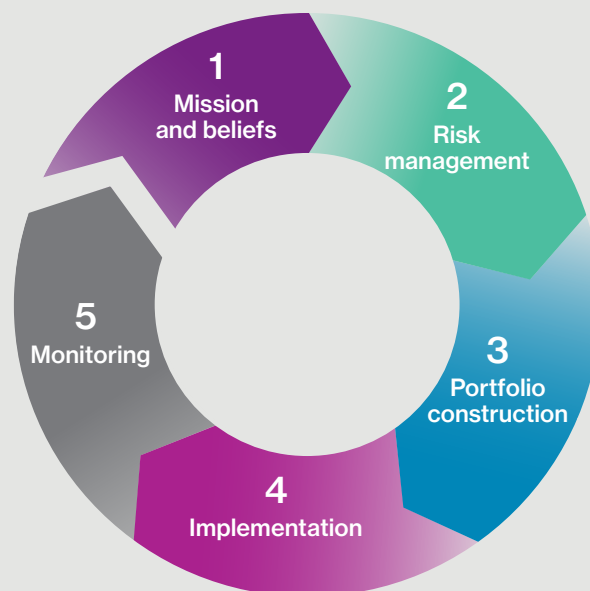 1
Mission
and beliefs
2
Risk
management
3
Portfolio
construction
4
Implementation
5
Monitoring